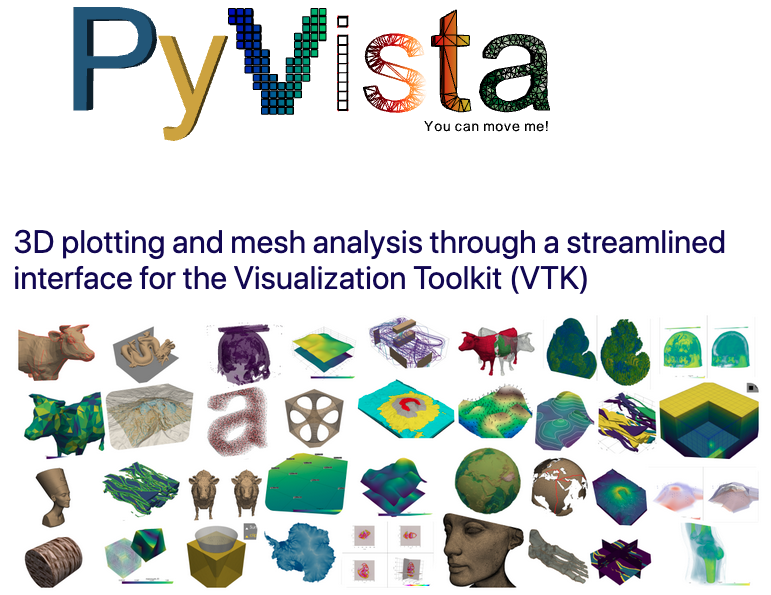 PyVista
You can move me!
3D plotting and mesh analysis through a streamlined
interface for the Visualization Toolkit (VTK)
a